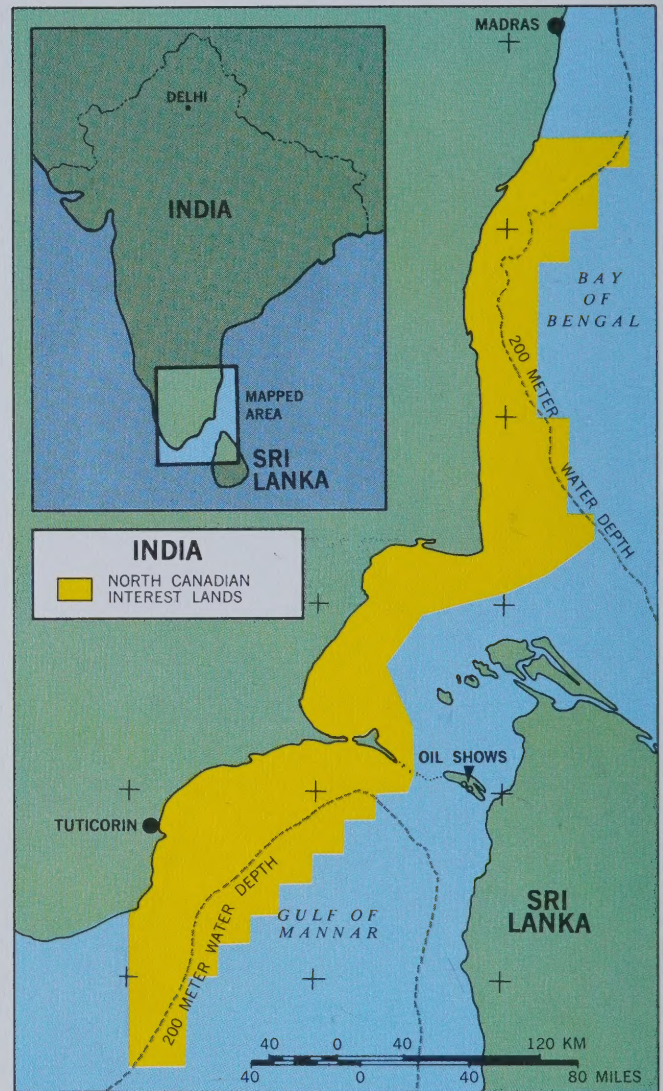 MADRAS
DELHI
INDIA
BAY
OF
BENGAL
200 METER
WATER DEPTH
MAPPED
AREA
SRI
LANKA
INDIA
NORTH CANADIAN
INTEREST LANDS
OIL SHOWS
TUTICORIN
200 METER WATER DEPTH
GULF OF
MANNAR
SRI
LANKA
40 0 40 120 KM
40 0 40 80 MILES